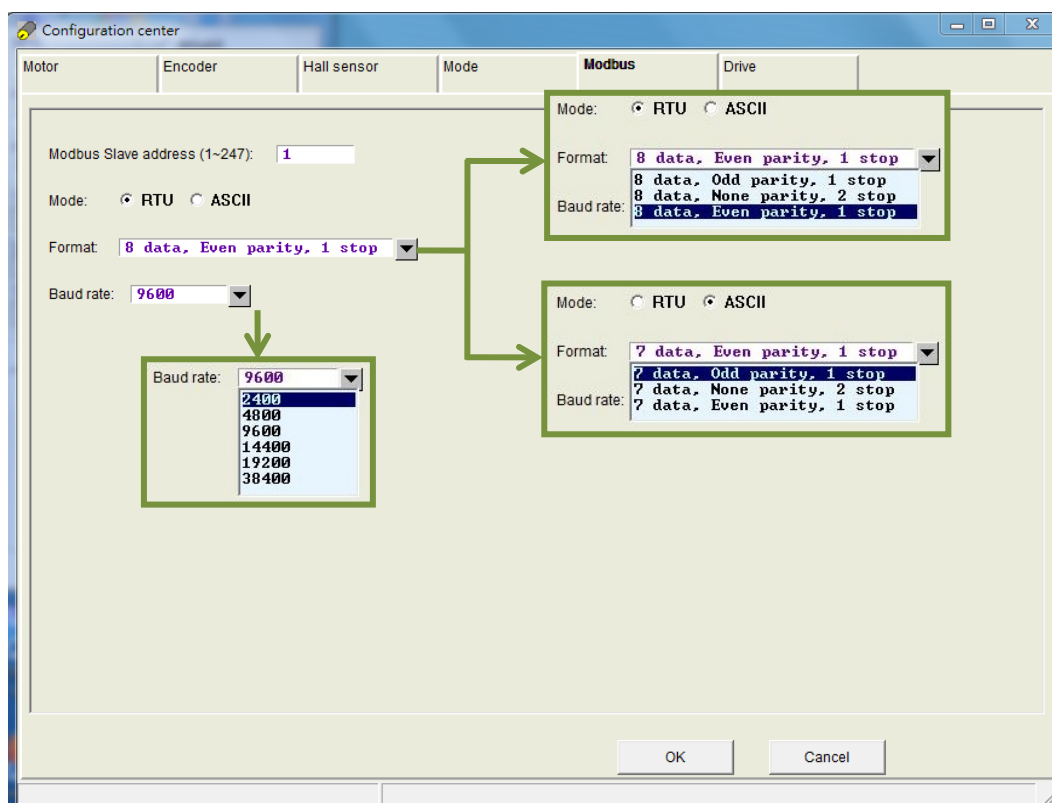 Configuration center
Motor
Encoder
Hall sensor
Mode
Modbus
Drive
Modbus Slave address (1~247): 1
Mode: RTU ASCII
Format: 8 data, Even parity, 1 stop
Baud rate: 9600
Baud rate: 9600
2400
4800
9600
14400
19200
38400
Mode: RTU ASCII
Format: 8 data, Even parity, 1 stop
8 data, Odd parity, 1 stop
8 data, None parity, 2 stop
Baud rate: 8 data, Even parity, 1 stop
Mode: RTU ASCII
Format: 7 data, Even parity, 1 stop
7 data, Odd parity, 1 stop
7 data, None parity, 2 stop
Baud rate: 7 data, Even parity, 1 stop
OK
Cancel